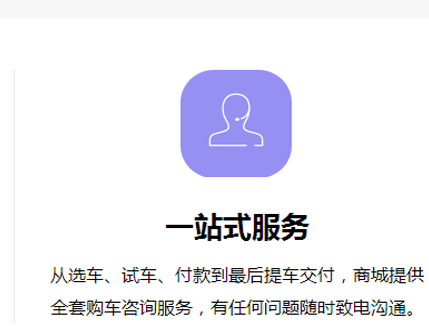 一站式服务
从选车、试车、付款到最后提车交付，商城提供
全套购车咨询服务，有任何问题随时致电沟通。